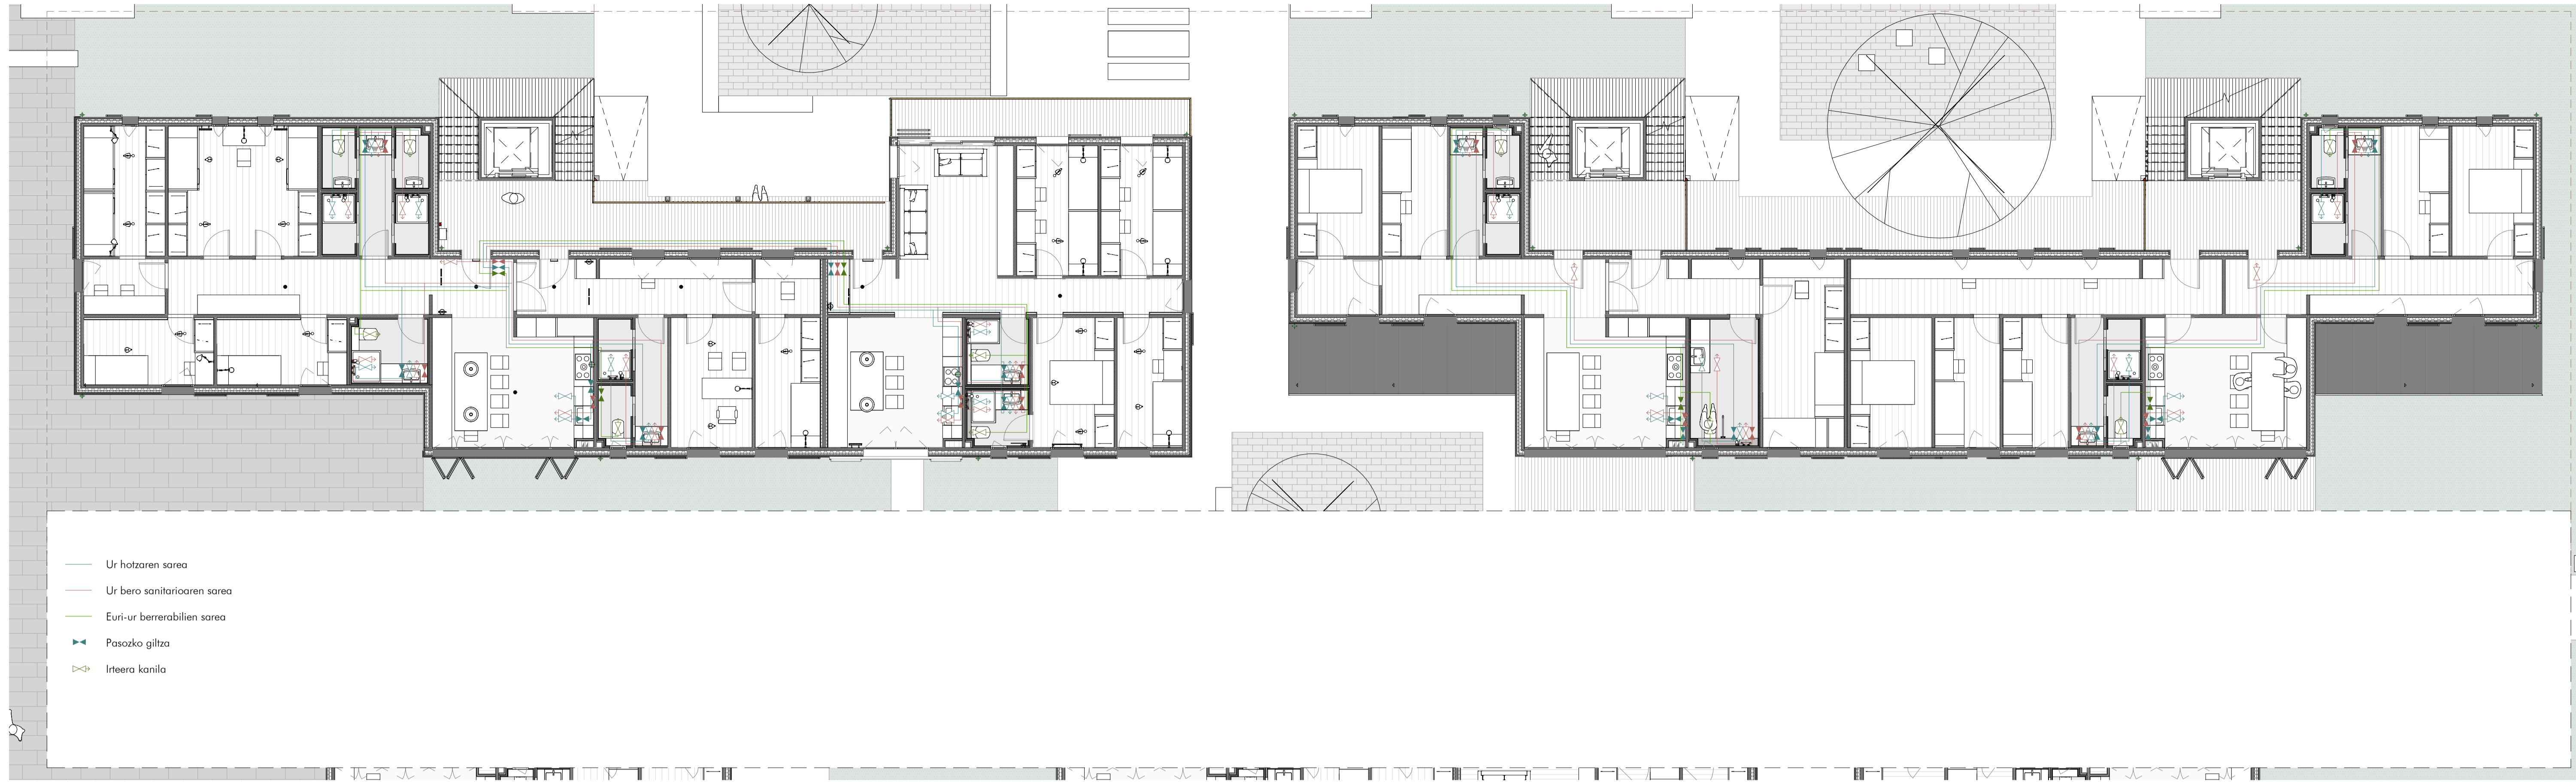 Ur hotzaren sarea
Ur bero sanitarioaren sarea
Euri-ur berrerabilien sarea
Pasozko giltza
Irteera kanila